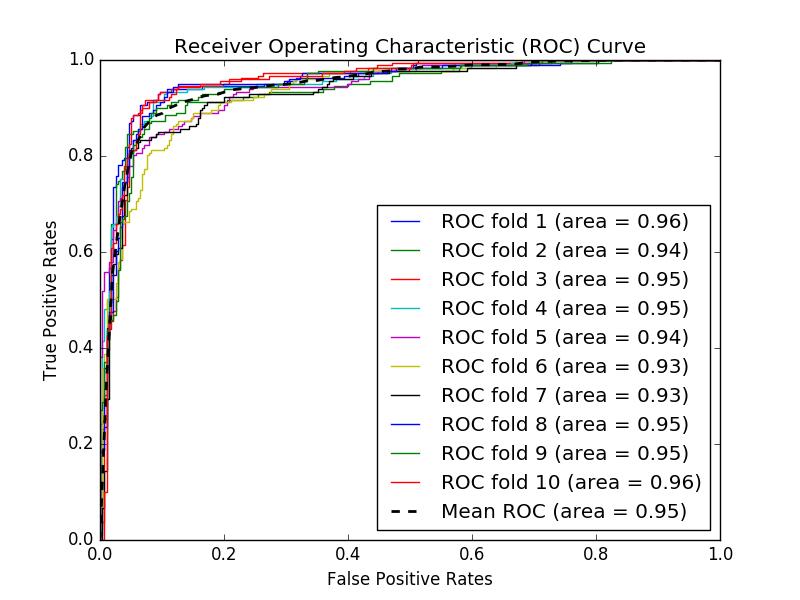 Receiver Operating Characteristic (ROC) Curve
1.0
0.8
0.6
0.4
0.2
0.0
True Positive Rates
ROC fold 1 (area = 0.96)
ROC fold 2 (area = 0.94)
ROC fold 3 (area = 0.95)
ROC fold 4 (area = 0.95)
ROC fold 5 (area = 0.94)
ROC fold 6 (area = 0.93)
ROC fold 7 (area = 0.93)
ROC fold 8 (area = 0.95)
ROC fold 9 (area = 0.95)
ROC fold 10 (area = 0.96)
Mean ROC (area = 0.95)
0.0 0.2 0.4 0.6 0.8 1.0
False Positive Rates